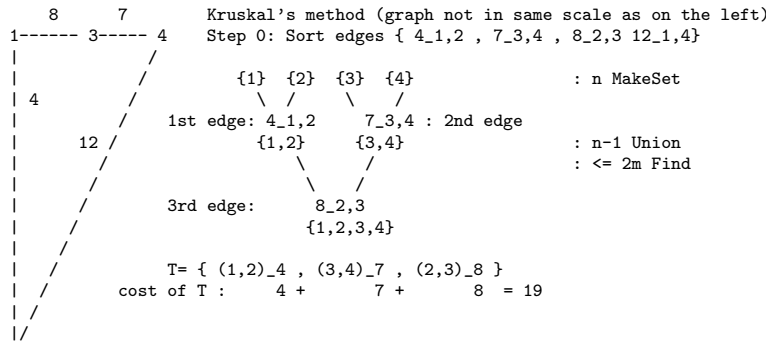 8 7 Kruskal's method (graph not in same scale as on the left)
1------ 3----- 4 Step 0: Sort edges { 4_1,2 , 7_3,4 , 8_2,3 12_1,4}
{1} {2} {3} {4} : n MakeSet
4
1st edge: 4_1,2 7_3,4 : 2nd edge
12 {1,2} {3,4} : n-1 Union
: <= 2m Find
3rd edge: 8_2,3
{1,2,3,4}
T= { (1,2)_4 , (3,4)_7 , (2,3)_8 }
cost of T : 4 + 7 + 8 = 19